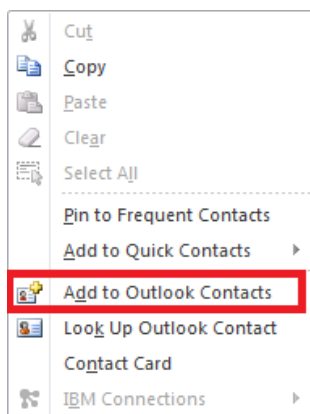 Cut
Copy
Paste
Clear
Select All
Pin to Frequent Contacts
Add to Quick Contacts
Add to Outlook Contacts
Look Up Outlook Contact
Contact Card
IBM Connections